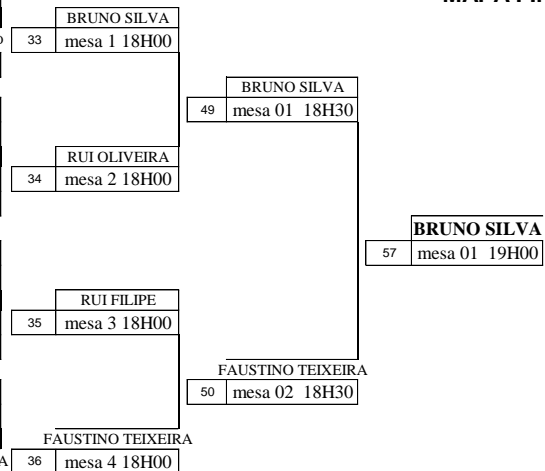 BRUNO SILVA
33 mesa 1 18H00
BRUNO SILVA
49 mesa 01 18H30
RUI OLIVEIRA
34 mesa 2 18H00
BRUNO SILVA
57 mesa 01 19H00
RUI FILIPE
35 mesa 3 18H00
FAUSTINO TEIXEIRA
50 mesa 02 18H30
FAUSTINO TEIXEIRA
36 mesa 4 18H00